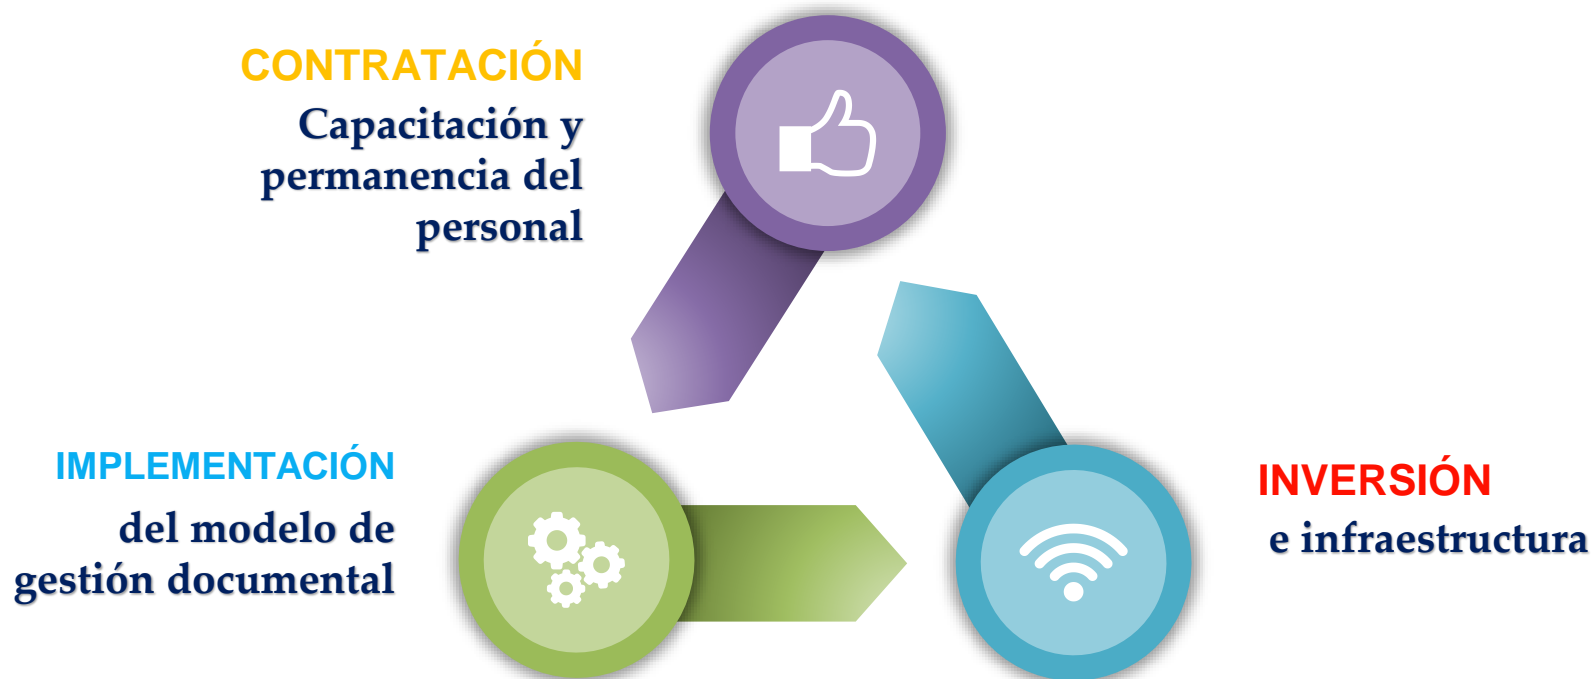 CONTRATACIÓN
Capacitación y
permanencia del
personal
IMPLEMENTACIÓN
del modelo de
gestión documental
INVERSIÓN
e infraestructura